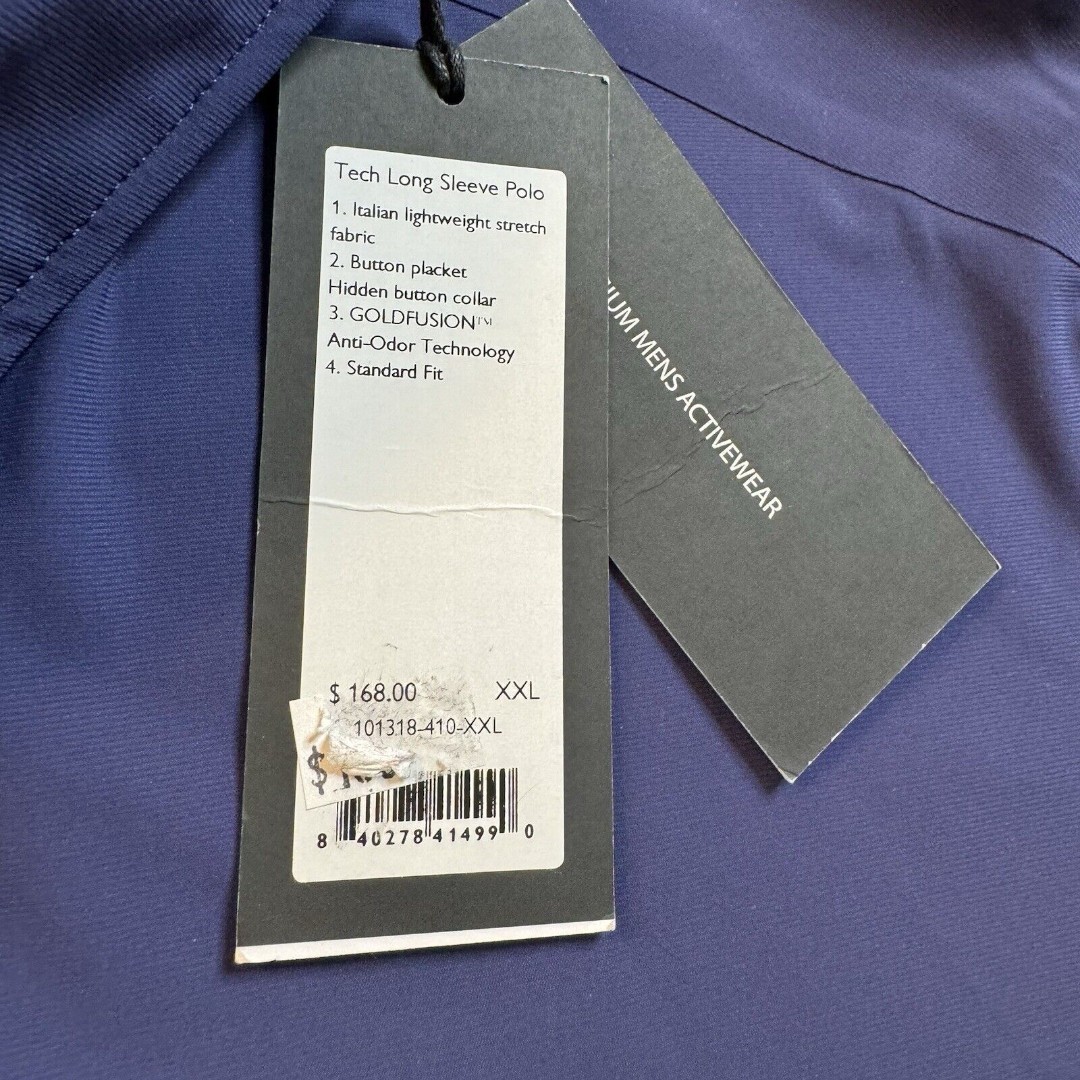 Tech Long Sleeve Polo
1. Italian lightweight stretch
fabric
2. Button placket
Hidden button collar
3. GOLDFUSION™
Anti-Odor Technology
4. Standard Fit
$ 168.00 XXL
101318-410-XXL
$
8 40278 41499 0
MENS ACTIVEWEAR